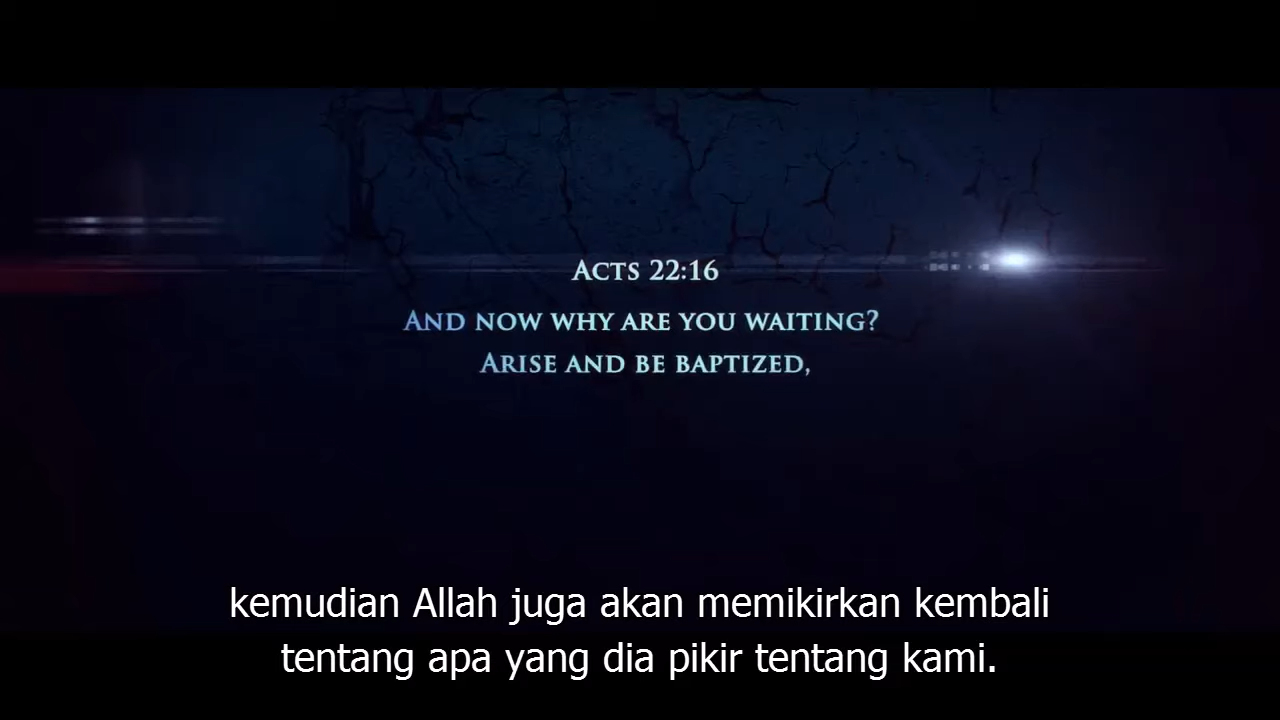 Acts 22:16
And now why are you waiting?
Arise and be baptized,
kemudian Allah juga akan memikirkan kembali
tentang apa yang dia pikir tentang kami.